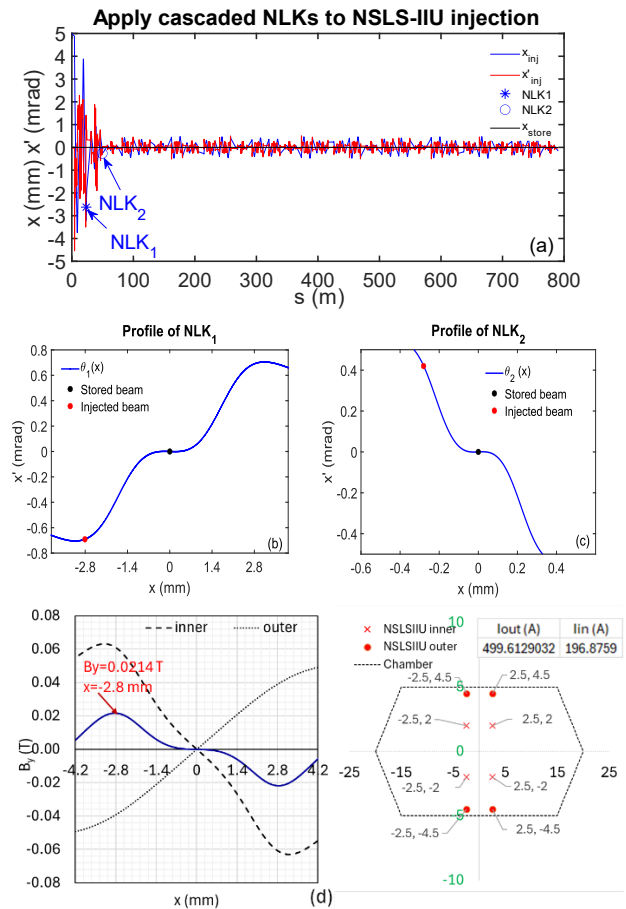 Apply cascaded NLKs to NSLS-IIU injection
x (mm) x' (mrad)
5
4
3
2
1
0
-1
-2
-3
-4
-5
x_inj
x'_inj
NLK1
NLK2
x_store
NLK_2
NLK_1
(a)
0 100 200 300 400 500 600 700 800
s (m)
Profile of NLK_1
x' (mrad)
0.8
0.6
0.4
0.2
0
-0.2
-0.4
-0.6
-0.8
θ_1(x)
Stored beam
Injected beam
(b)
-2.8 -1.4 0 1.4 2.8
x (mm)
Profile of NLK_2
x' (mrad)
0.4
0.2
0
-0.2
-0.4
θ_2 (x)
Stored beam
Injected beam
(c)
-0.6 -0.4 -0.2 0 0.2 0.4 0.6
x (mm)
B_y (T)
0.08
0.06
0.04
0.02
0.00
-0.02
-0.04
-0.06
-0.08
inner outer
By=0.0214 T
x=-2.8 mm
-4.2 -2.8 -1.4 0 1.4 2.8 4.2
x (mm)
NSLSIIU inner
NSLSIIU outer
Chamber
Iout (A) Iin (A)
499.6129032 196.8759
10
5
0
5
-10
-2.5, 4.5 2.5, 4.5
-2.5, 2 2.5, 2
-25 -15 -5 5 15 25
-2.5, -2 2.5, -2
-2.5, -4.5 2.5, -4.5
(d)